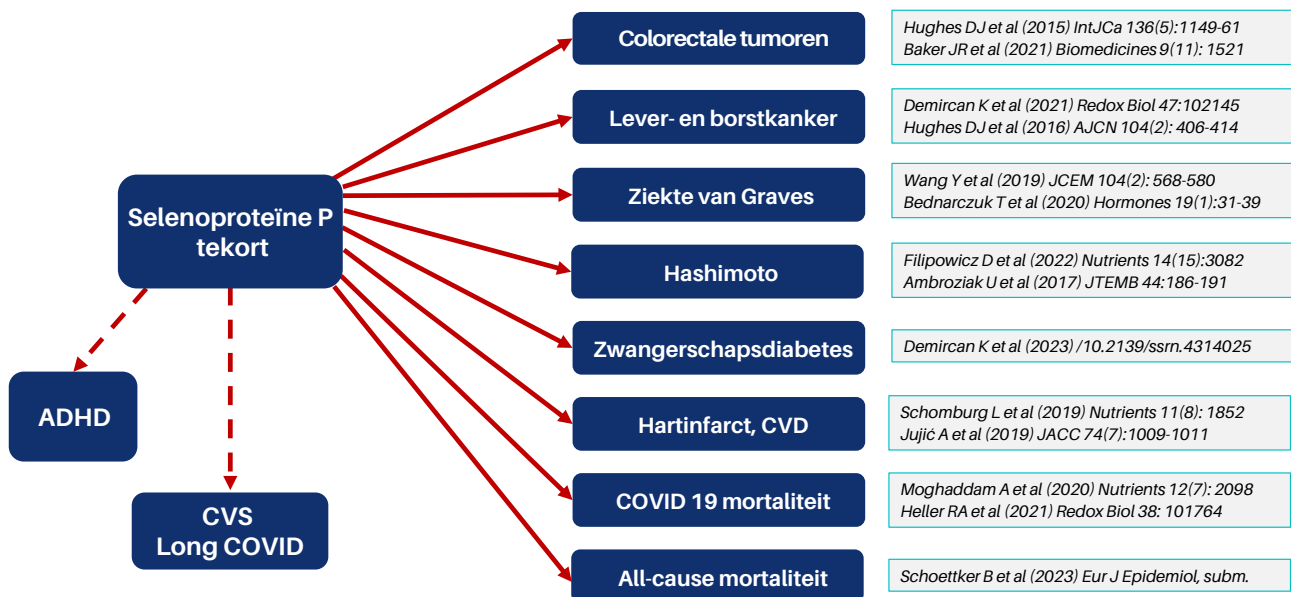 Selenoproteïne P
tekort
ADHD
CVS
Long COVID
Colorectale tumoren
Hughes DJ et al (2015) IntJCa 136(5):1149-61
Baker JR et al (2021) Biomedicines 9(11): 1521
Lever- en borstkanker
Demircan K et al (2021) Redox Biol 47:102145
Hughes DJ et al (2016) AJCN 104(2): 406-414
Ziekte van Graves
Wang Y et al (2019) JCEM 104(2): 568-580
Bednarczuk T et al (2020) Hormones 19(1):31-39
Hashimoto
Filipowicz D et al (2022) Nutrients 14(15):3082
Ambroziak U et al (2017) JTEMB 44:186-191
Zwangerschapsdiabetes
Demircan K et al (2023) /10.2139/ssrn.4314025
Hartinfarct, CVD
Schomburg L et al (2019) Nutrients 11(8): 1852
Jujić A et al (2019) JACC 74(7):1009-1011
COVID 19 mortaliteit
Moghaddam A et al (2020) Nutrients 12(7): 2098
Heller RA et al (2021) Redox Biol 38: 101764
All-cause mortaliteit
Schoettker B et al (2023) Eur J Epidemiol, subm.